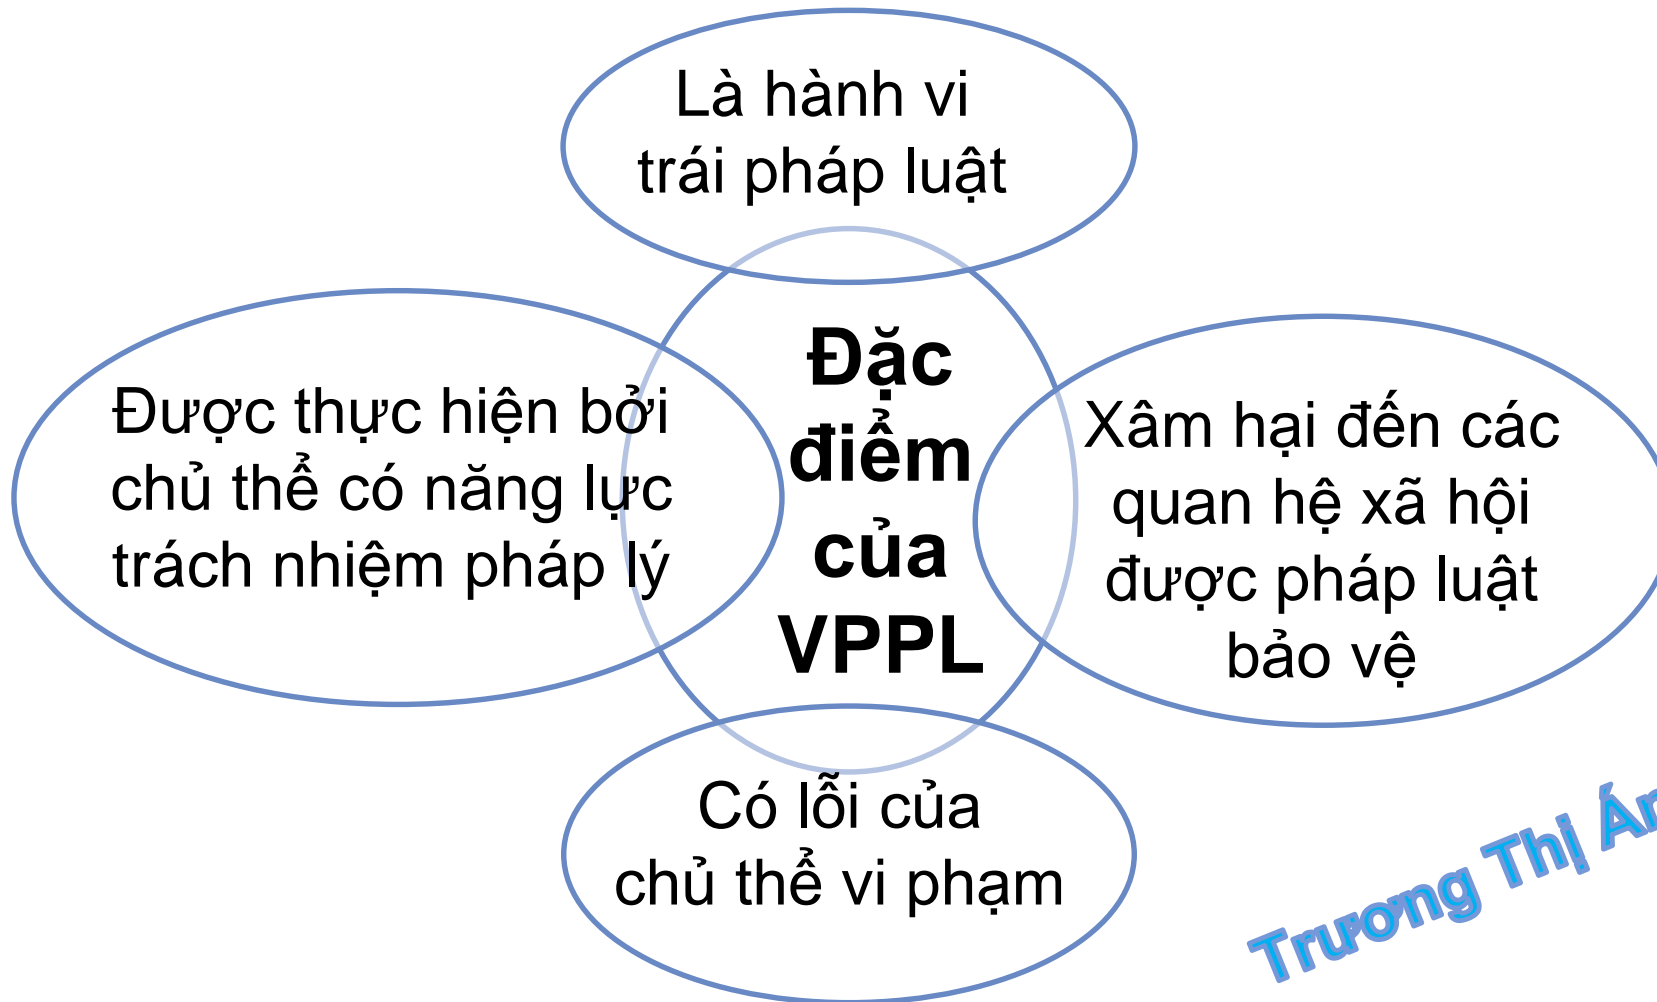 Là hành vi
trái pháp luật
Được thực hiện bởi
chủ thể có năng lực
trách nhiệm pháp lý
Đặc
điểm
của
VPPL
Xâm hại đến các
quan hệ xã hội
được pháp luật
bảo vệ
Có lỗi của
chủ thể vi phạm
Trương Thị